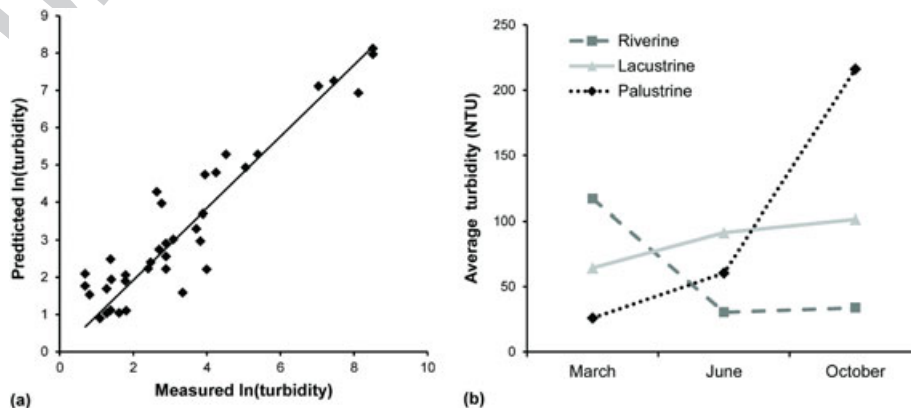 9
8
7
6
5
4
3
2
1
0
Predticted ln(turbidity)
0 2 4 6 8 10
Measured ln(turbidity)
(a)
250
200
150
100
50
0
Average turbidity (NTU)
Riverine
Lacustrine
Palustrine
March June October
(b)